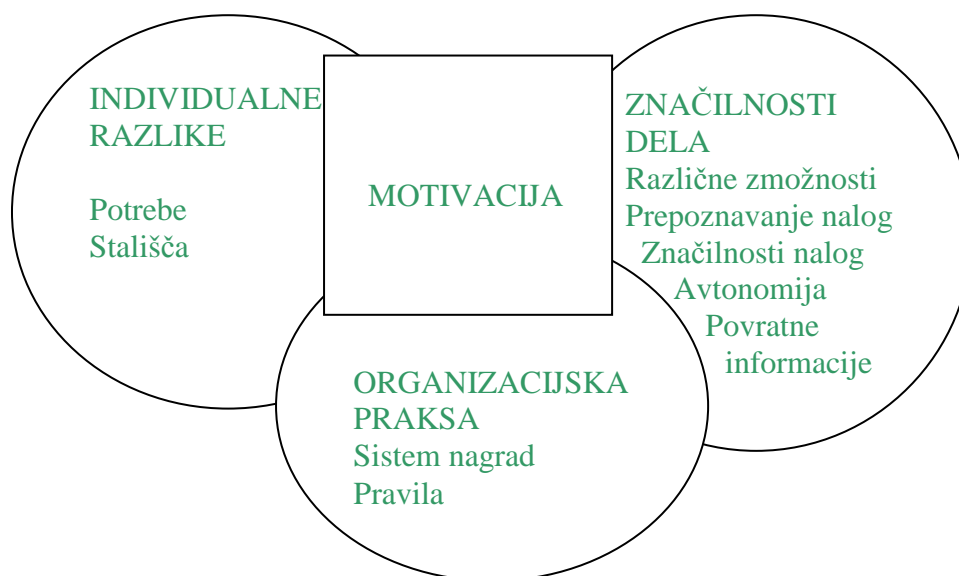 INDIVIDUALNE
RAZLIKE
Potrebe
Stališča
MOTIVACIJA
ZNAČILNOSTI
DELA
Različne zmožnosti
Prepoznavanje nalog
Značilnosti nalog
Avtonomija
Povratne
informacije
ORGANIZACIJSKA
PRAKSA
Sistem nagrad
Pravila